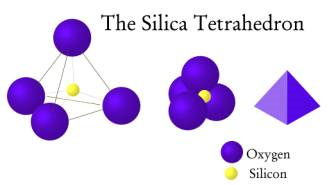 The Silica Tetrahedron
Oxygen
Silicon